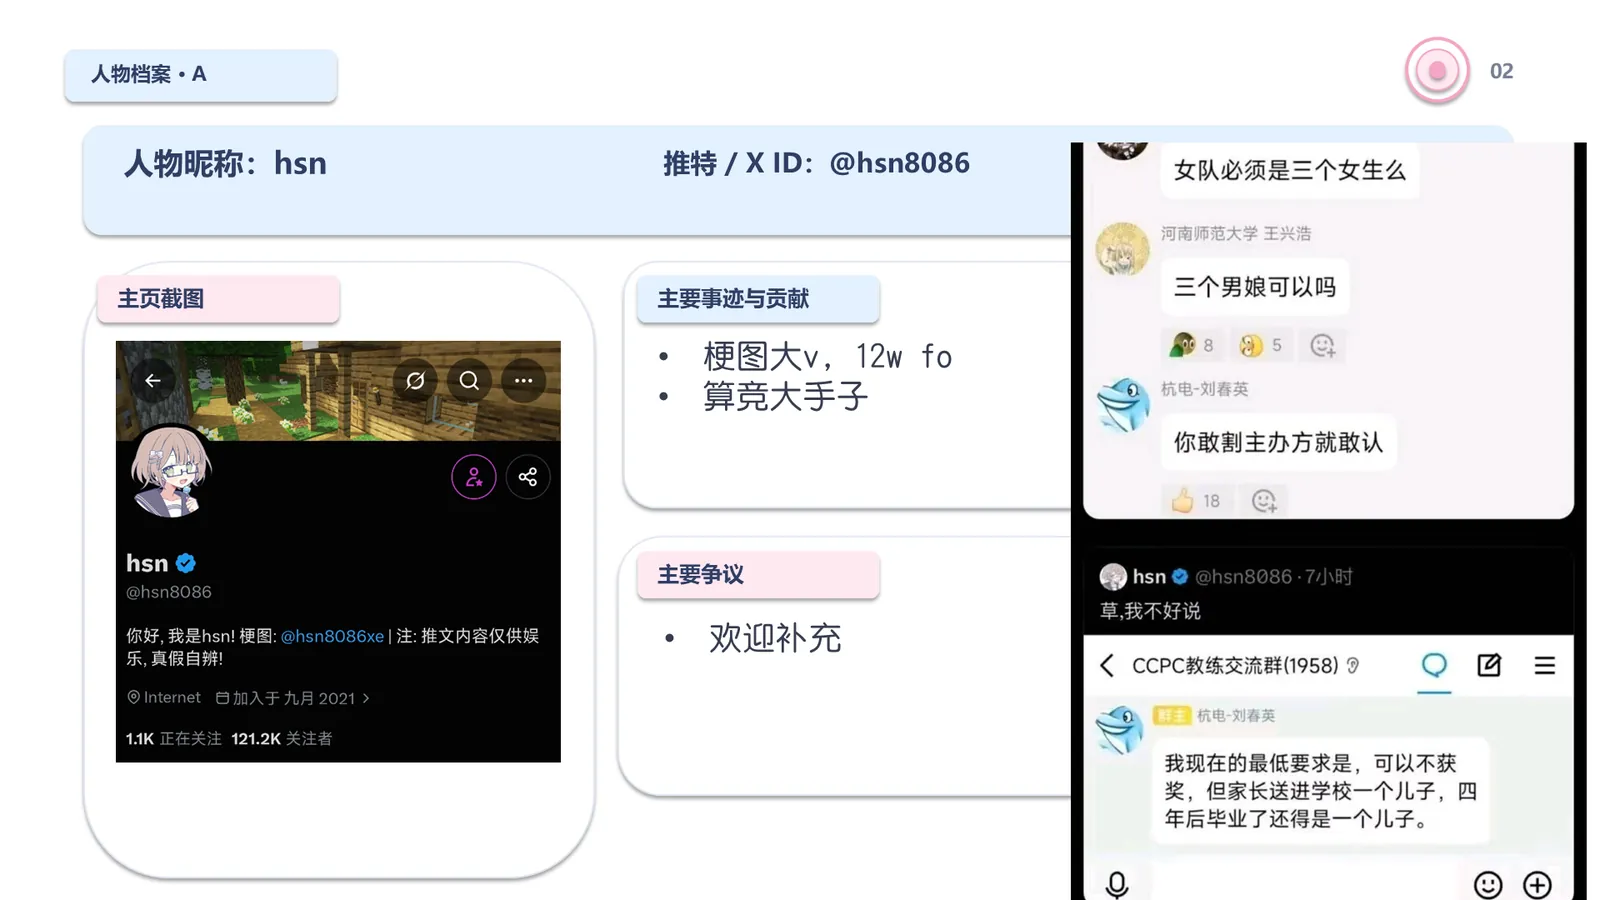 人物档案·A
02
人物昵称：hsn
推特 / X ID：@hsn8086
主页截图
hsn
@hsn8086
你好, 我是hsn! 梗图: @hsn8086xe | 注: 推文内容仅供娱
乐, 真假自辨!
Internet 加入于 九月 2021
1.1K 正在关注 121.2K 关注者
主要事迹与贡献
• 梗图大v，12w fo
• 算竞大手子
主要争议
• 欢迎补充
女队必须是三个女生么
河南师范大学 王兴浩
三个男娘可以吗
8 5
杭电-刘春英
你敢割主办方就敢认
18
hsn @hsn8086 · 7小时
草,我不好说
CCPC教练交流群(1958)
群主 杭电-刘春英
我现在的最低要求是，可以不获
奖，但家长送进学校一个儿子，四
年后毕业了还得是一个儿子。